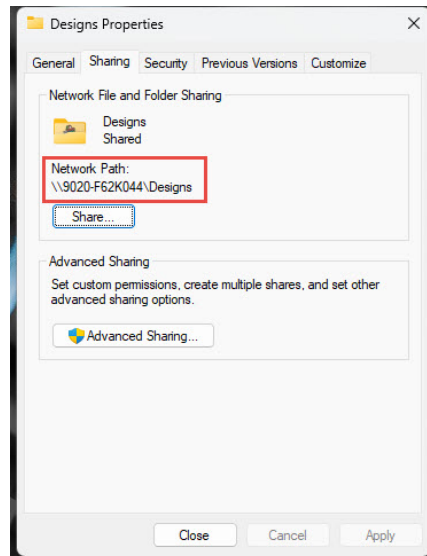 Designs Properties
General Sharing Security Previous Versions Customize
Network File and Folder Sharing
Designs
Shared
Network Path:
\\9020-F62K044\Designs
Share...
Advanced Sharing
Set custom permissions, create multiple shares, and set other
advanced sharing options.
Advanced Sharing...
Close Cancel Apply